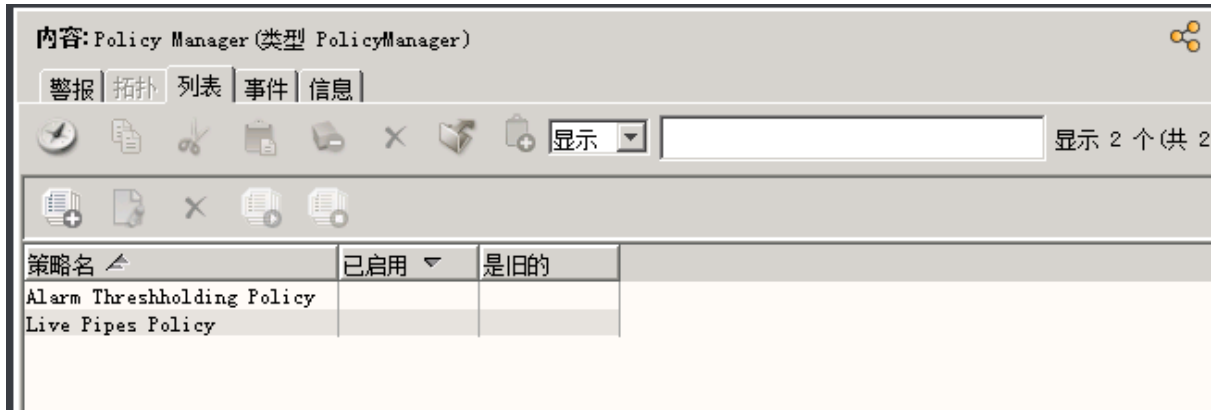 内容:Policy Manager(类型 PolicyManager)
警报 拓扑 列表 事件 信息
显示 显示 2 个(共 2
策略名 已启用 是旧的
Alarm Threshholding Policy
Live Pipes Policy